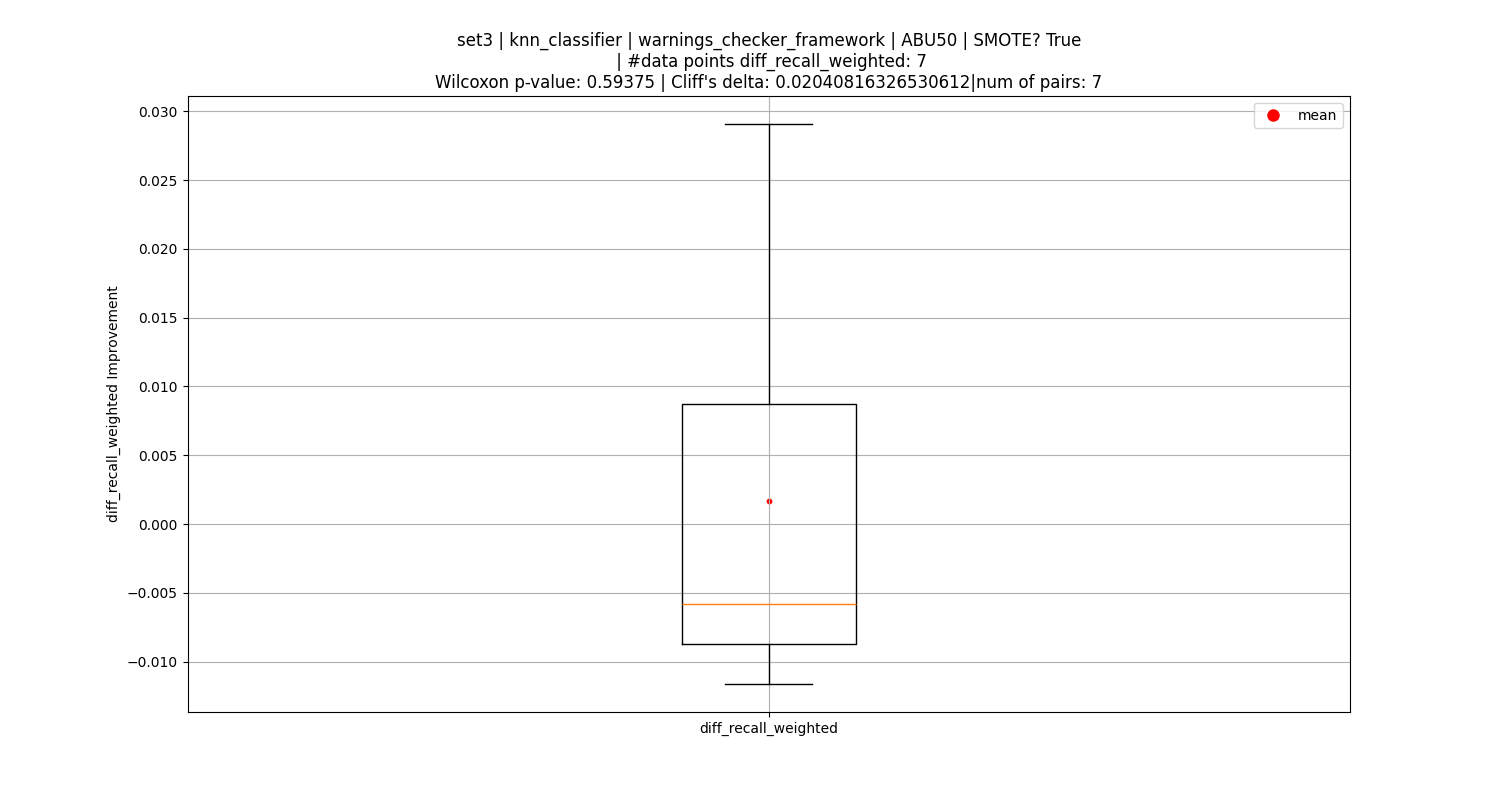 set3 | knn_classifier | warnings_checker_framework | ABU50 | SMOTE? True
| #data points diff_recall_weighted: 7
Wilcoxon p-value: 0.59375 | Cliff's delta: 0.02040816326530612|num of pairs: 7
mean
0.030
0.025
0.020
0.015
0.010
0.005
0.000
−0.005
−0.010
diff_recall_weighted Improvement
diff_recall_weighted